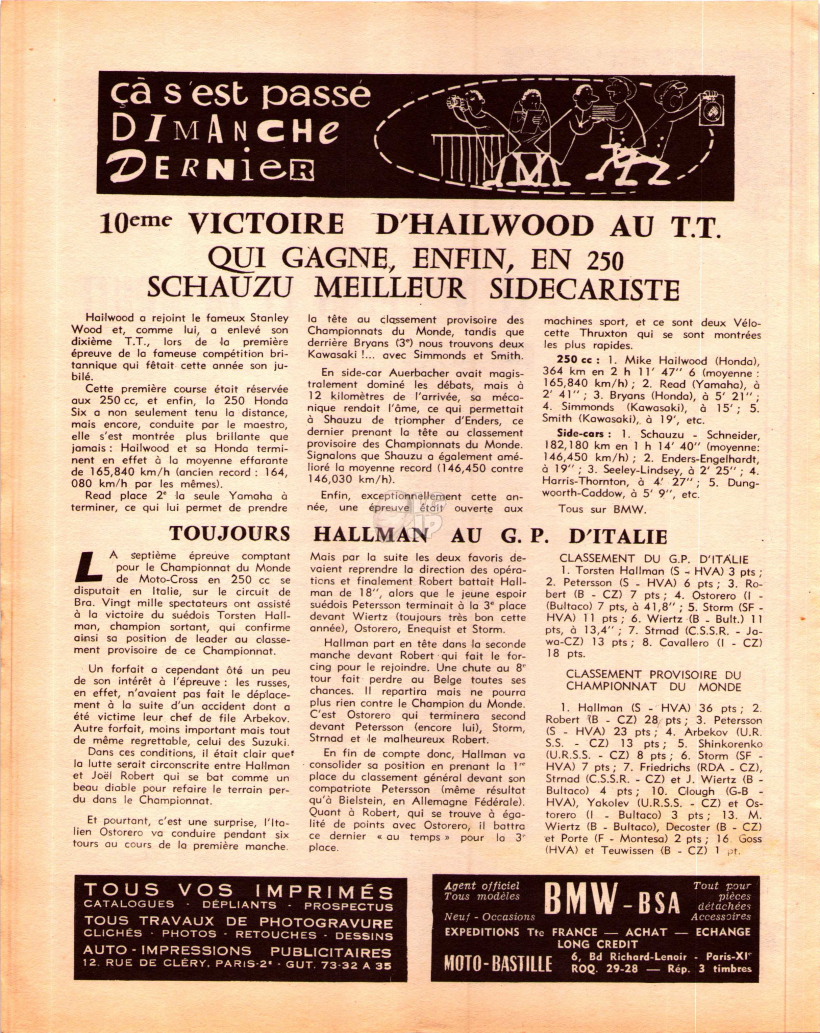 çà s'est passé
DIMANCHE
DERNIER
10eme VICTOIRE D'HAILWOOD AU T.T.
QUI GAGNE, ENFIN, EN 250
SCHAUZU MEILLEUR SIDECARISTE
Hailwood a rejoint le fameux Stanley
Wood et, comme lui, a enlevé son
dixième T.T., lors de la première
épreuve de la fameuse compétition bri-
tannique qui fêtait cette année son ju-
bilé.
Cette première course était réservée
aux 250 cc, et enfin, la 250 Honda
Six a non seulement tenu la distance,
mais encore, conduite par le maestro,
elle s'est montrée plus brillante que
jamais : Hailwood et sa Honda termi-
nent en effet à la moyenne effarante
de 165,840 km/h (ancien record : 164,
080 km/h par les mêmes).
Read place 2e la seule Yamaha à
terminer, ce qui lui permet de prendre
la tête au classement provisoire des
Championnats du Monde, tandis que
derrière Bryans (3e) nous trouvons deux
Kawasaki !... avec Simmonds et Smith.
En side-car Auerbacher avait magis-
tralement dominé les débats, mais à
12 kilomètres de l'arrivée, sa méca-
nique rendait l'âme, ce qui permettait
à Shauzu de triompher d'Enders, ce
dernier prenant la tête au classement
provisoire des Championnats du Monde.
Signalons que Shauzu a également amé-
lioré la moyenne record (146,450 contre
146,030 km/h).
Enfin, exceptionnellement cette an-
née, une épreuve était ouverte aux
machines sport, et ce sont deux Vélo-
cette Thruxton qui se sont montrées
les plus rapides.
250 cc : 1. Mike Hailwood (Honda),
364 km en 2 h 11' 47'' 6 (moyenne :
165,840 km/h) ; 2. Read (Yamaha), à
2' 41'' ; 3. Bryans (Honda), à 5' 21'' ;
4. Simmonds (Kawasaki), à 15' ; 5.
Smith (Kawasaki), à 19', etc.
Side-cars : 1. Schauzu - Schneider,
182,180 km en 1 h 14' 40'' (moyenne:
146,450 km/h) ; 2. Enders-Engelhardt,
à 19'' ; 3. Seeley-Lindsey, à 2' 25'' ; 4.
Harris-Thornton, à 4' 27'' ; 5. Dung-
woorth-Caddow, à 5' 9'', etc.
Tous sur BMW.
TOUJOURS HALLMAN AU G. P. D'ITALIE
LA septième épreuve comptant
pour le Championnat du Monde
de Moto-Cross en 250 cc se
disputait en Italie, sur le circuit de
Bra. Vingt mille spectateurs ont assisté
à la victoire du suédois Torsten Hall-
man, champion sortant, qui confirme
ainsi sa position de leader au classe-
ment provisoire de ce Championnat.
Un forfait a cependant ôté un peu
de son intérêt à l'épreuve : les russes,
en effet, n'avaient pas fait le déplace-
ment à la suite d'un accident dont a
été victime leur chef de file Arbekov.
Autre forfait, moins important mais tout
de même regrettable, celui des Suzuki.
Dans ces conditions, il était clair que
la lutte serait circonscrite entre Hallman
et Joël Robert qui se bat comme un
beau diable pour refaire le terrain per-
du dans le Championnat.
Et pourtant, c'est une surprise, l'Ita-
lien Ostorero va conduire pendant six
tours au cours de la première manche.
Mais par la suite les deux favoris de-
vaient reprendre la direction des opéra-
tions et finalement Robert battait Hall-
man de 18'', alors que le jeune espoir
suédois Petersson terminait à la 3e place
devant Wiertz (toujours très bon cette
année), Ostorero, Enequist et Storm.
Hallman part en tête dans la seconde
manche devant Robert qui fait le for-
cing pour le rejoindre. Une chute au 8e
tour fait perdre au Belge toutes ses
chances. Il repartira mais ne pourra
plus rien contre le Champion du Monde.
C'est Ostorero qui terminera second
devant Petersson (encore lui), Storm,
Strnad et le malheureux Robert.
En fin de compte donc, Hallman va
consolider sa position en prenant la 1re
place du classement général devant son
compatriote Petersson (même résultat
qu'à Bielstein, en Allemagne Fédérale).
Quant à Robert, qui se trouve à éga-
lité de points avec Ostorero, il battra
ce dernier « au temps » pour la 3e
place.
CLASSEMENT DU G.P. D'ITALIE
1. Torsten Hallman (S - HVA) 3 pts ;
2. Petersson (S - HVA) 6 pts ; 3. Ro-
bert (B - CZ) 7 pts ; 4. Ostorero (I -
(Bultaco) 7 pts, à 41,8'' ; 5. Storm (SF -
HVA) 11 pts ; 6. Wiertz (B - Bult.) 11
pts, à 13,4'' ; 7. Strnad (C.S.S.R. - Ja-
wa-CZ) 13 pts ; 8. Cavallero (I - CZ)
18 pts.
CLASSEMENT PROVISOIRE DU
CHAMPIONNAT DU MONDE
1. Hallman (S - HVA) 36 pts ; 2.
Robert (B - CZ) 28 pts ; 3. Petersson
(S - HVA) 23 pts ; 4. Arbekov (U.R.
S.S. - CZ) 13 pts ; 5. Shinkorenko
(U.R.S.S. - CZ) 8 pts ; 6. Storm (SF -
HVA) 7 pts ; 7. Friedrichs (RDA - CZ),
Strnad (C.S.S.R. - CZ) et J. Wiertz (B -
Bultaco) 4 pts ; 10. Clough (G-B -
HVA), Yakolev (U.R.S.S. - CZ) et Os-
torero (I - Bultaco) 3 pts ; 13. M.
Wiertz (B - Bultaco), Decoster (B - CZ)
et Porte (F - Montesa) 2 pts ; 16. Goss
(HVA) et Teuwissen (B - CZ) 1 pt.
TOUS VOS IMPRIMÉS
CATALOGUES - DÉPLIANTS - PROSPECTUS
TOUS TRAVAUX DE PHOTOGRAVURE
CLICHÉS - PHOTOS - RETOUCHES - DESSINS
AUTO-IMPRESSIONS PUBLICITAIRES
12, RUE DE CLÉRY, PARIS-2e - GUT. 73-32 A 35
Agent officiel
Tous modèles
Neuf - Occasions
BMW - BSA
Tout pour
pièces
détachées
Accessoires
EXPEDITIONS Tte FRANCE — ACHAT — ECHANGE
LONG CREDIT
MOTO-BASTILLE
6, Bd Richard-Lenoir - Paris-XIe
ROQ. 29-28 — Rép. 3 timbres